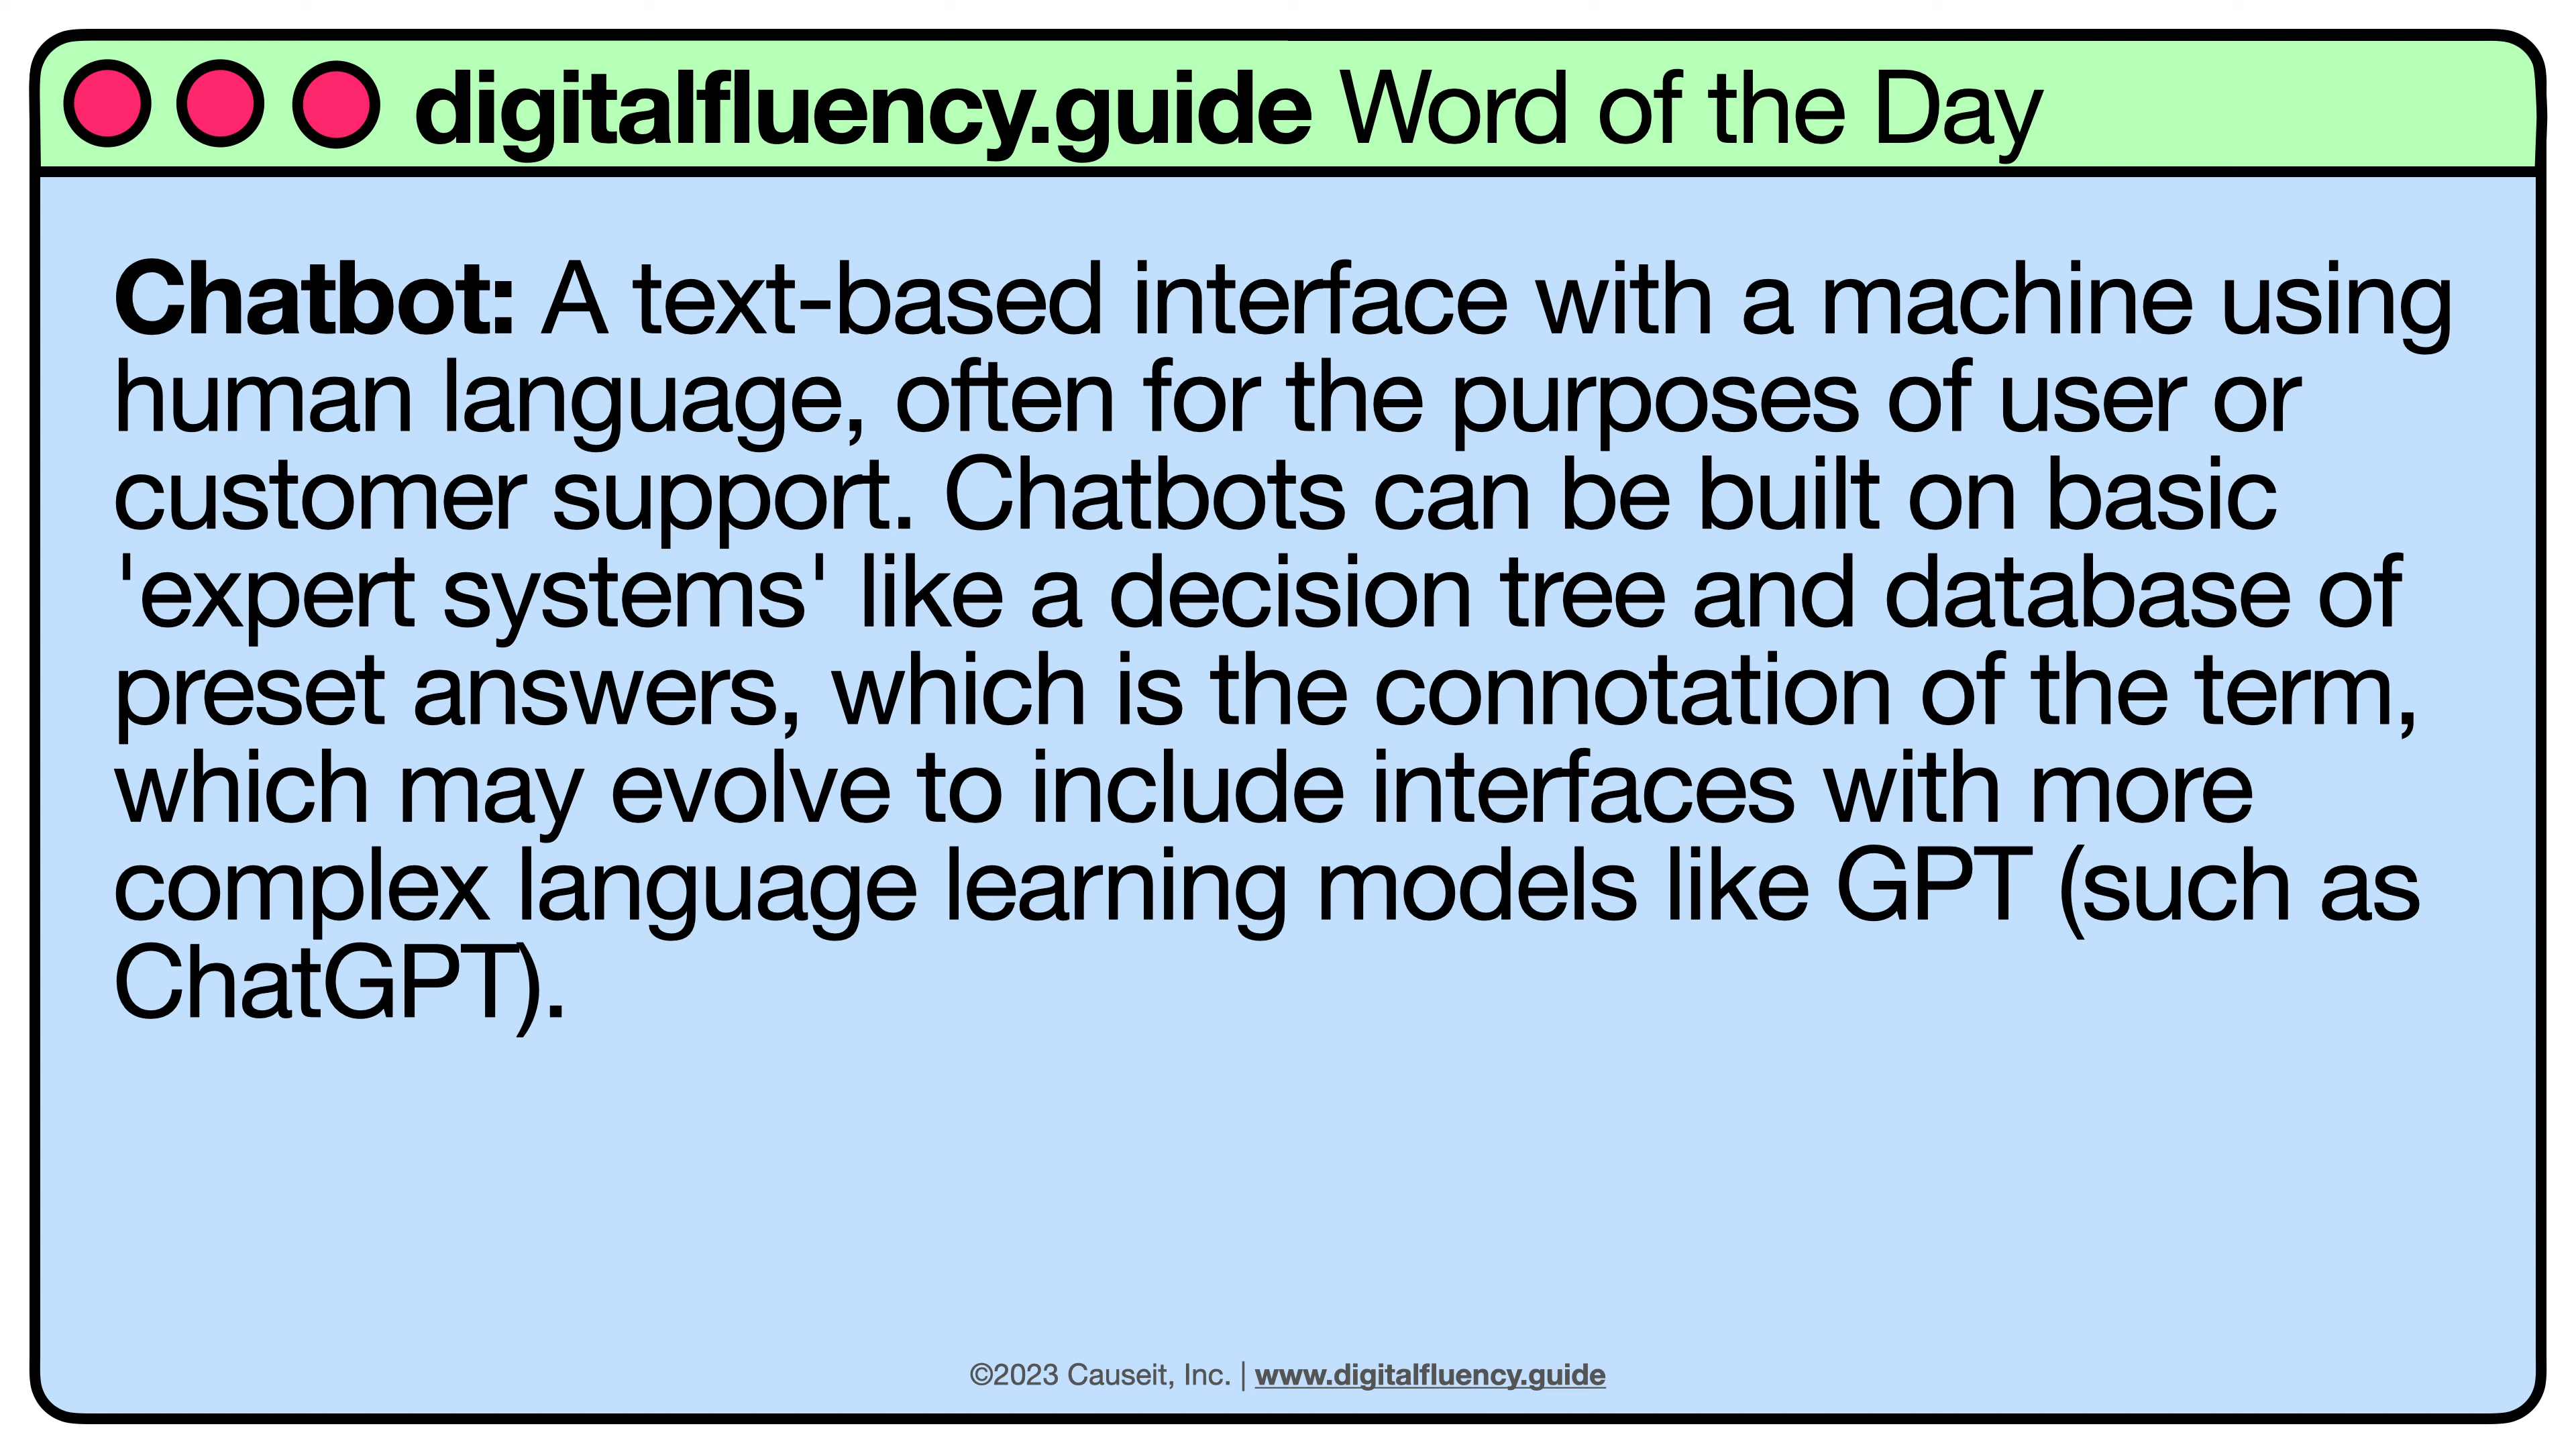 digitalfluency.guide Word of the Day
Chatbot: A text-based interface with a machine using
human language, often for the purposes of user or
customer support. Chatbots can be built on basic
'expert systems' like a decision tree and database of
preset answers, which is the connotation of the term,
which may evolve to include interfaces with more
complex language learning models like GPT (such as
ChatGPT).
©2023 Causeit, Inc. | www.digitalfluency.guide